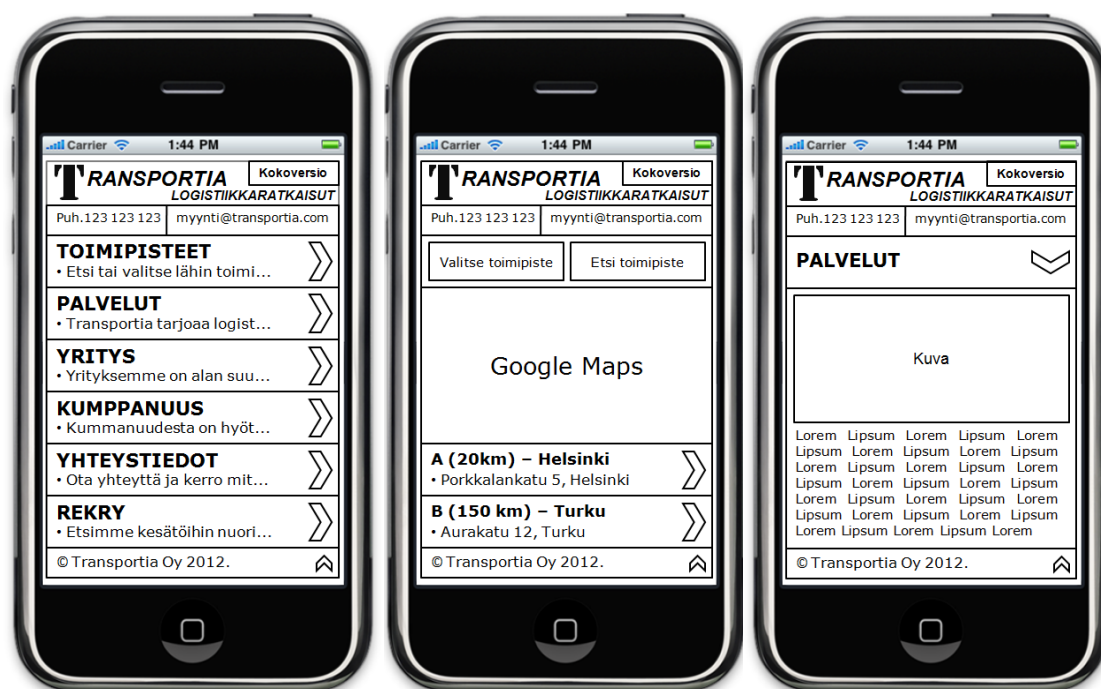 Carrier 1:44 PM
TRANSPORTIA
Kokoversio
LOGISTIIKKARATKAISUT
Puh.123 123 123 myynti@transportia.com
TOIMIPISTEET
• Etsi tai valitse lähin toimi...
PALVELUT
• Transportia tarjoaa logist...
YRITYS
• Yrityksemme on alan suu...
KUMPPANUUS
• Kummanuudesta on hyöt...
YHTEYSTIEDOT
• Ota yhteyttä ja kerro mit...
REKRY
• Etsimme kesätöihin nuori...
© Transportia Oy 2012.
Carrier 1:44 PM
TRANSPORTIA
Kokoversio
LOGISTIIKKARATKAISUT
Puh.123 123 123 myynti@transportia.com
Valitse toimipiste Etsi toimipiste
Google Maps
A (20km) – Helsinki
• Porkkalankatu 5, Helsinki
B (150 km) – Turku
• Aurakatu 12, Turku
© Transportia Oy 2012.
Carrier 1:44 PM
TRANSPORTIA
Kokoversio
LOGISTIIKKARATKAISUT
Puh.123 123 123 myynti@transportia.com
PALVELUT
Kuva
Lorem Lipsum Lorem Lipsum Lorem
Lipsum Lorem Lipsum Lorem Lipsum
Lorem Lipsum Lorem Lipsum Lorem
Lipsum Lorem Lipsum Lorem Lipsum
Lorem Lipsum Lorem Lipsum Lorem
Lipsum Lorem Lipsum Lorem Lipsum
Lorem Lipsum Lorem Lipsum Lorem
© Transportia Oy 2012.